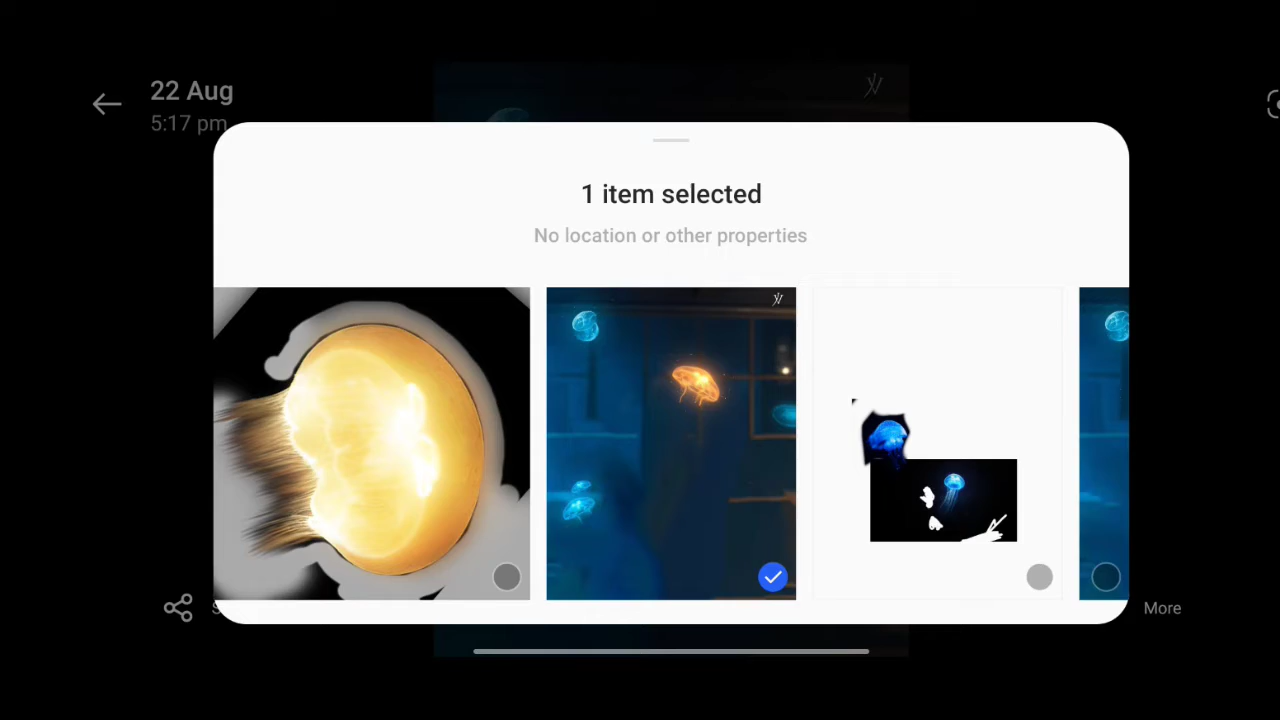 22 Aug
5:17 pm
1 item selected
No location or other properties
More